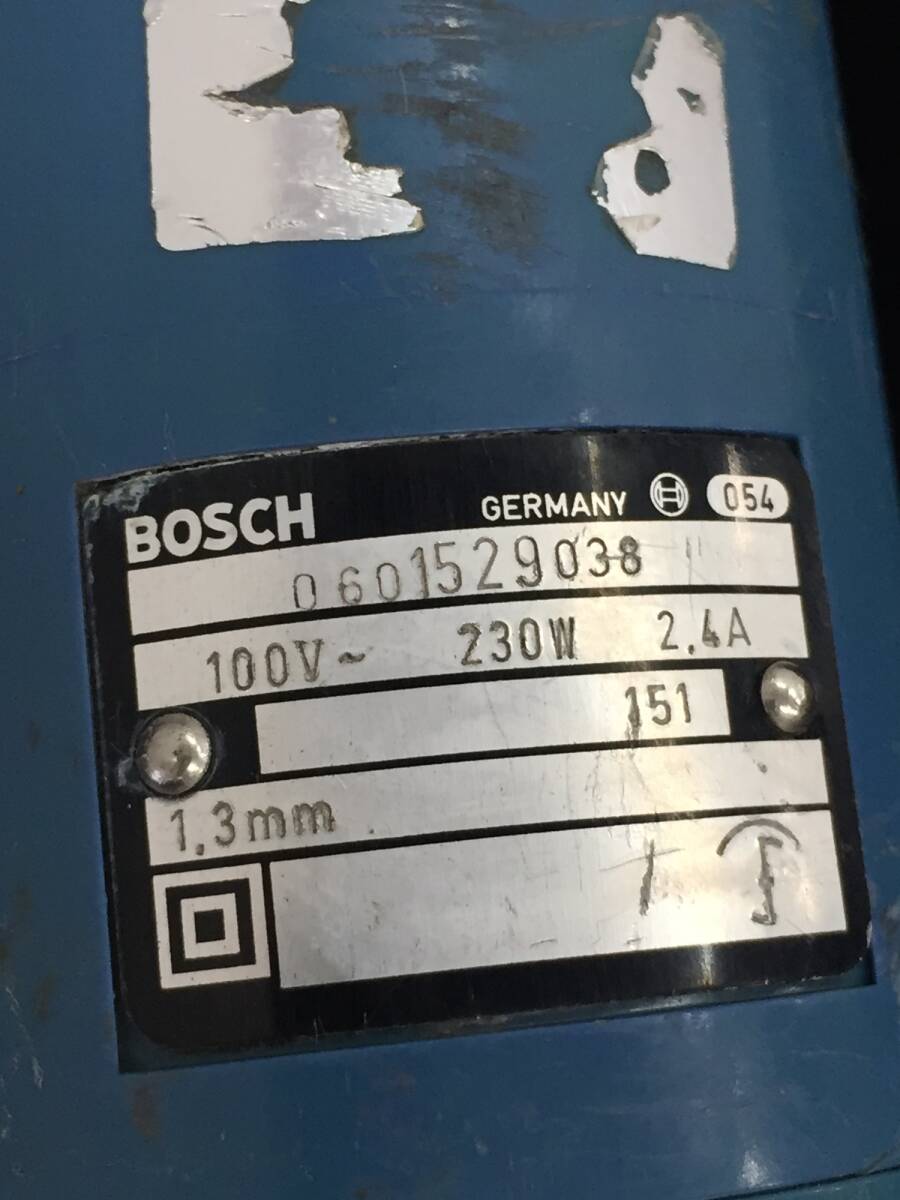 BOSCH GERMANY 054
0601529038
100V~ 230W 2.4A
151
1.3mm